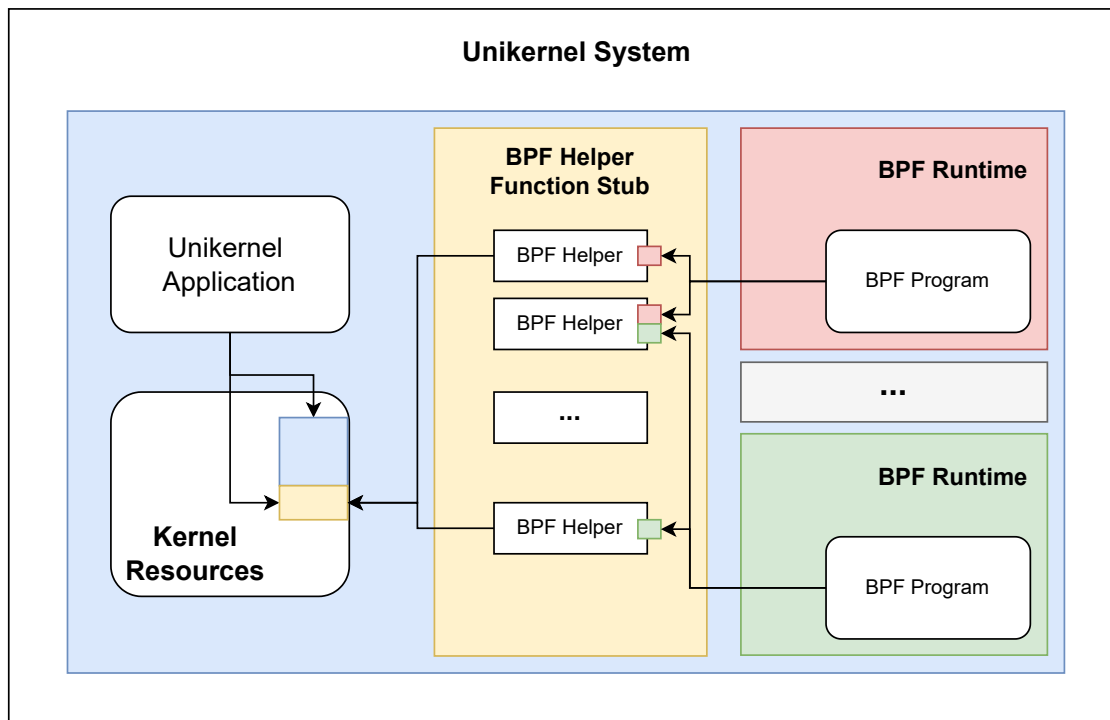 Unikernel System
BPF Helper
Function Stub
BPF Runtime
Unikernel
Application
BPF Helper
BPF Program
BPF Helper
...
...
BPF Runtime
BPF Helper
Kernel
Resources
BPF Program